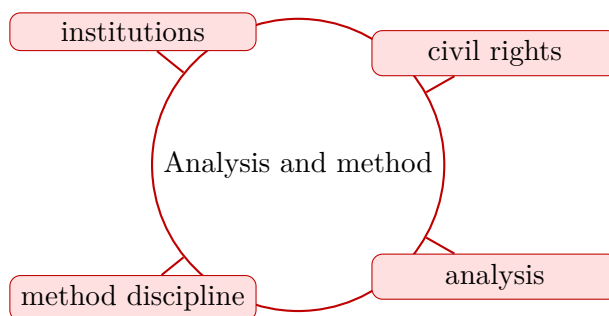 institutions
civil rights
Analysis and method
method discipline
analysis